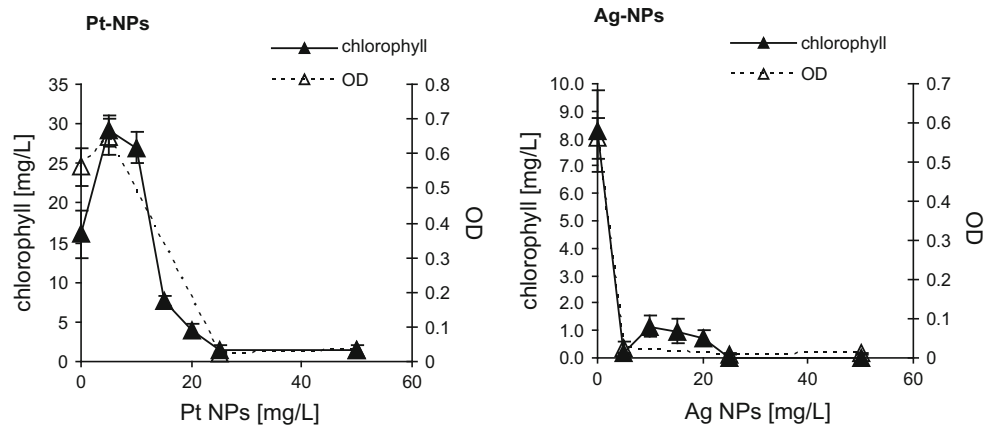 Pt-NPs
chlorophyll
OD
35
30
25
20
15
10
5
0
0.8
0.7
0.6
0.5
0.4
0.3
0.2
0.1
0
0 20 40 60
chlorophyll [mg/L]
OD
Pt NPs [mg/L]
Ag-NPs
chlorophyll
OD
10.0
9.0
8.0
7.0
6.0
5.0
4.0
3.0
2.0
1.0
0.0
0.7
0.6
0.5
0.4
0.3
0.2
0.1
0
0 20 40 60
chlorophyll [mg/L]
OD
Ag NPs [mg/L]